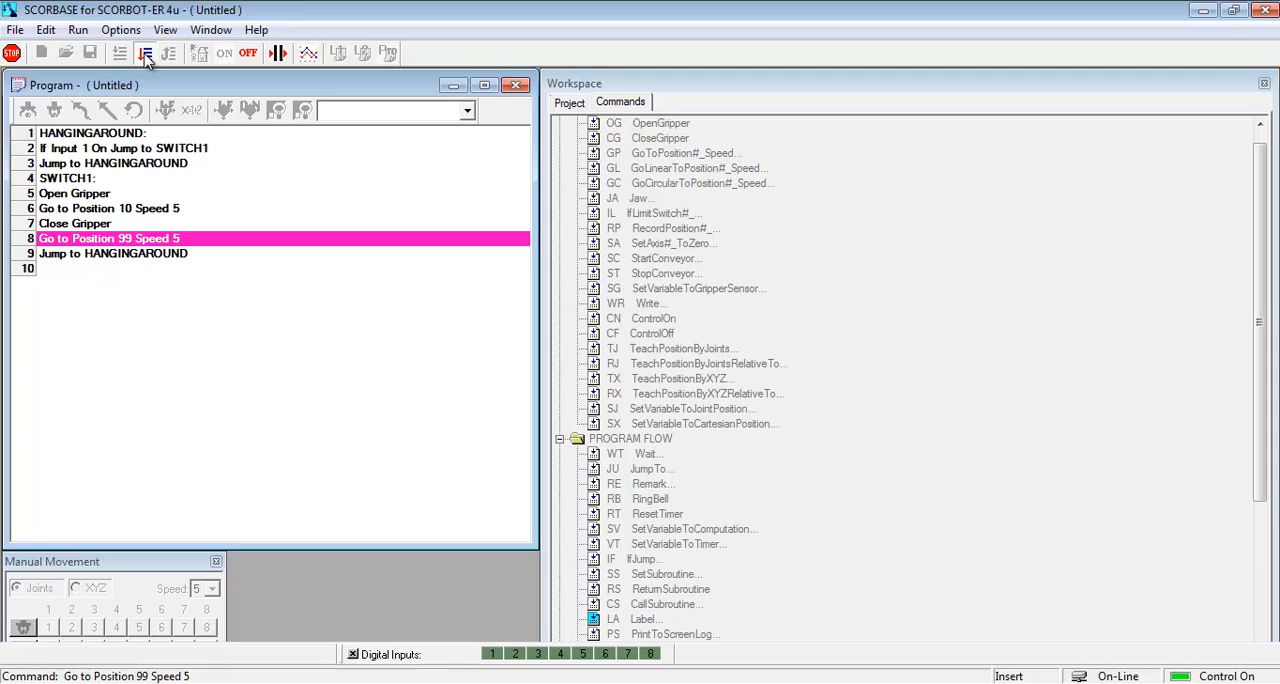 SCORBASE for SCORBOT-ER 4u - ( Untitled )
File Edit Run Options View Window Help
STOP ON OFF
Program - ( Untitled )
Workspace
Project Commands
1 HANGINGAROUND:
2 If Input 1 On Jump to SWITCH1
3 Jump to HANGINGAROUND
4 SWITCH1:
5 Open Gripper
6 Go to Position 10 Speed 5
7 Close Gripper
8 Go to Position 99 Speed 5
9 Jump to HANGINGAROUND
10
OG OpenGripper
CG CloseGripper
GP GoToPosition#_Speed...
GL GoLinearToPosition#_Speed...
GC GoCircularToPosition#_Speed...
JA Jaw...
IL IfLimitSwitch#_...
RP RecordPosition#_...
SA SetAxis#_ToZero...
SC StartConveyor...
ST StopConveyor...
SG SetVariableToGripperSensor...
WR Write...
CN ControlOn
CF ControlOff
TJ TeachPositionByJoints...
RJ TeachPositionByJointsRelativeTo...
TX TeachPositionByXYZ...
RX TeachPositionByXYZRelativeTo...
SJ SetVariableToJointPosition...
SX SetVariableToCartesianPosition...
PROGRAM FLOW
WT Wait...
JU JumpTo...
RE Remark...
RB RingBell
RT ResetTimer
SV SetVariableToComputation...
VT SetVariableToTimer...
IF IfJump...
SS SetSubroutine...
RS ReturnSubroutine
CS CallSubroutine...
LA Label...
PS PrintToScreenLog...
Manual Movement
Joints XYZ Speed: 5
1 2 3 4 5 6 7 8
1 2 3 4 5 6 7 8
Digital Inputs: 1 2 3 4 5 6 7 8
Command: Go to Position 99 Speed 5 Insert On-Line Control On